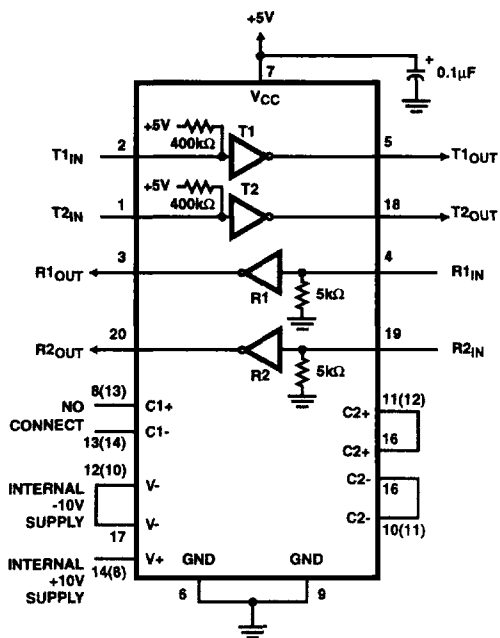 +5V
7
+
0.1µF
VCC
+5V
400kΩ
T1
T1IN
2
5
T1OUT
+5V
400kΩ
T2
T2IN
1
18
T2OUT
R1OUT
3
R1
5kΩ
4
R1IN
R2OUT
20
R2
5kΩ
19
R2IN
NO
CONNECT
8(13)
C1+
C1-
13(14)
11(12)
C2+
C2+
16
INTERNAL
-10V
SUPPLY
12(10)
V-
V-
17
16
C2-
C2-
10(11)
INTERNAL
+10V
SUPPLY
V+
14(8)
GND
GND
6
9